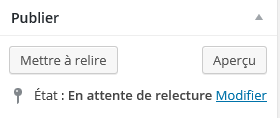 Publier
Mettre à relire Aperçu
État : En attente de relecture Modifier